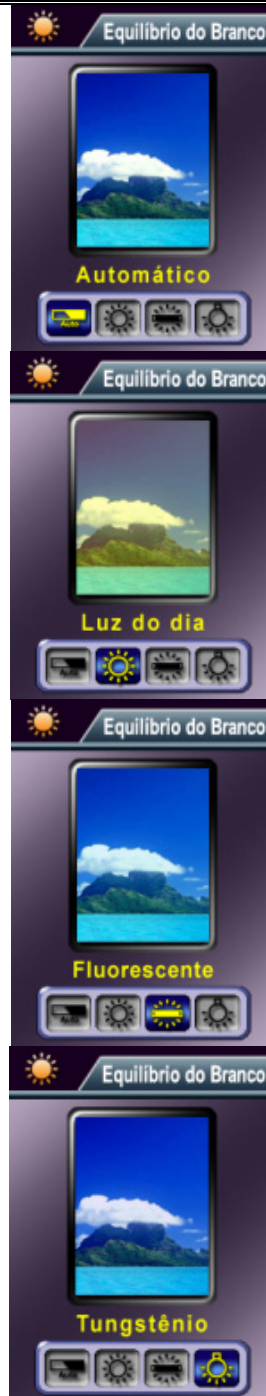 Equilíbrio do Branco
Automático
Auto
Equilíbrio do Branco
Luz do dia
Auto
Equilíbrio do Branco
Fluorescente
Auto
Equilíbrio do Branco
Tungstênio
Auto